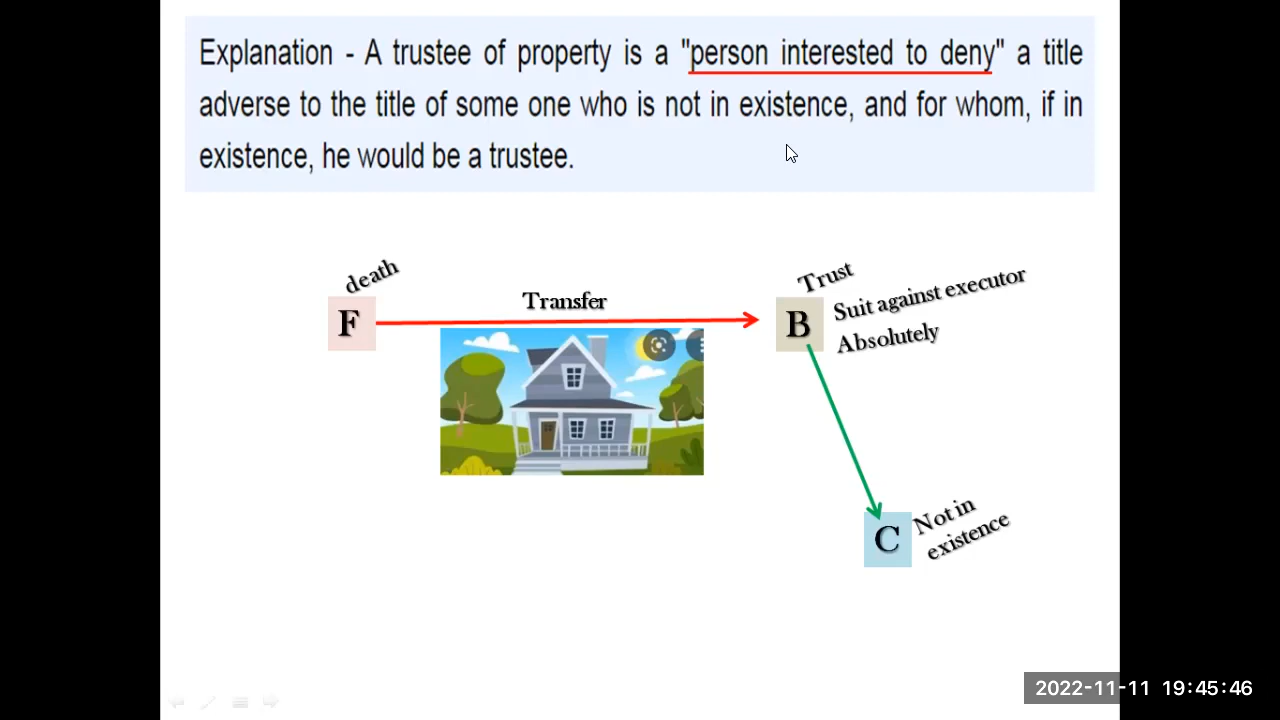 Explanation - A trustee of property is a "person interested to deny" a title
adverse to the title of some one who is not in existence, and for whom, if in
existence, he would be a trustee.
death
F
Transfer
Trust
B
Suit against executor
Absolutely
C
Not in
existence
2022-11-11 19:45:46